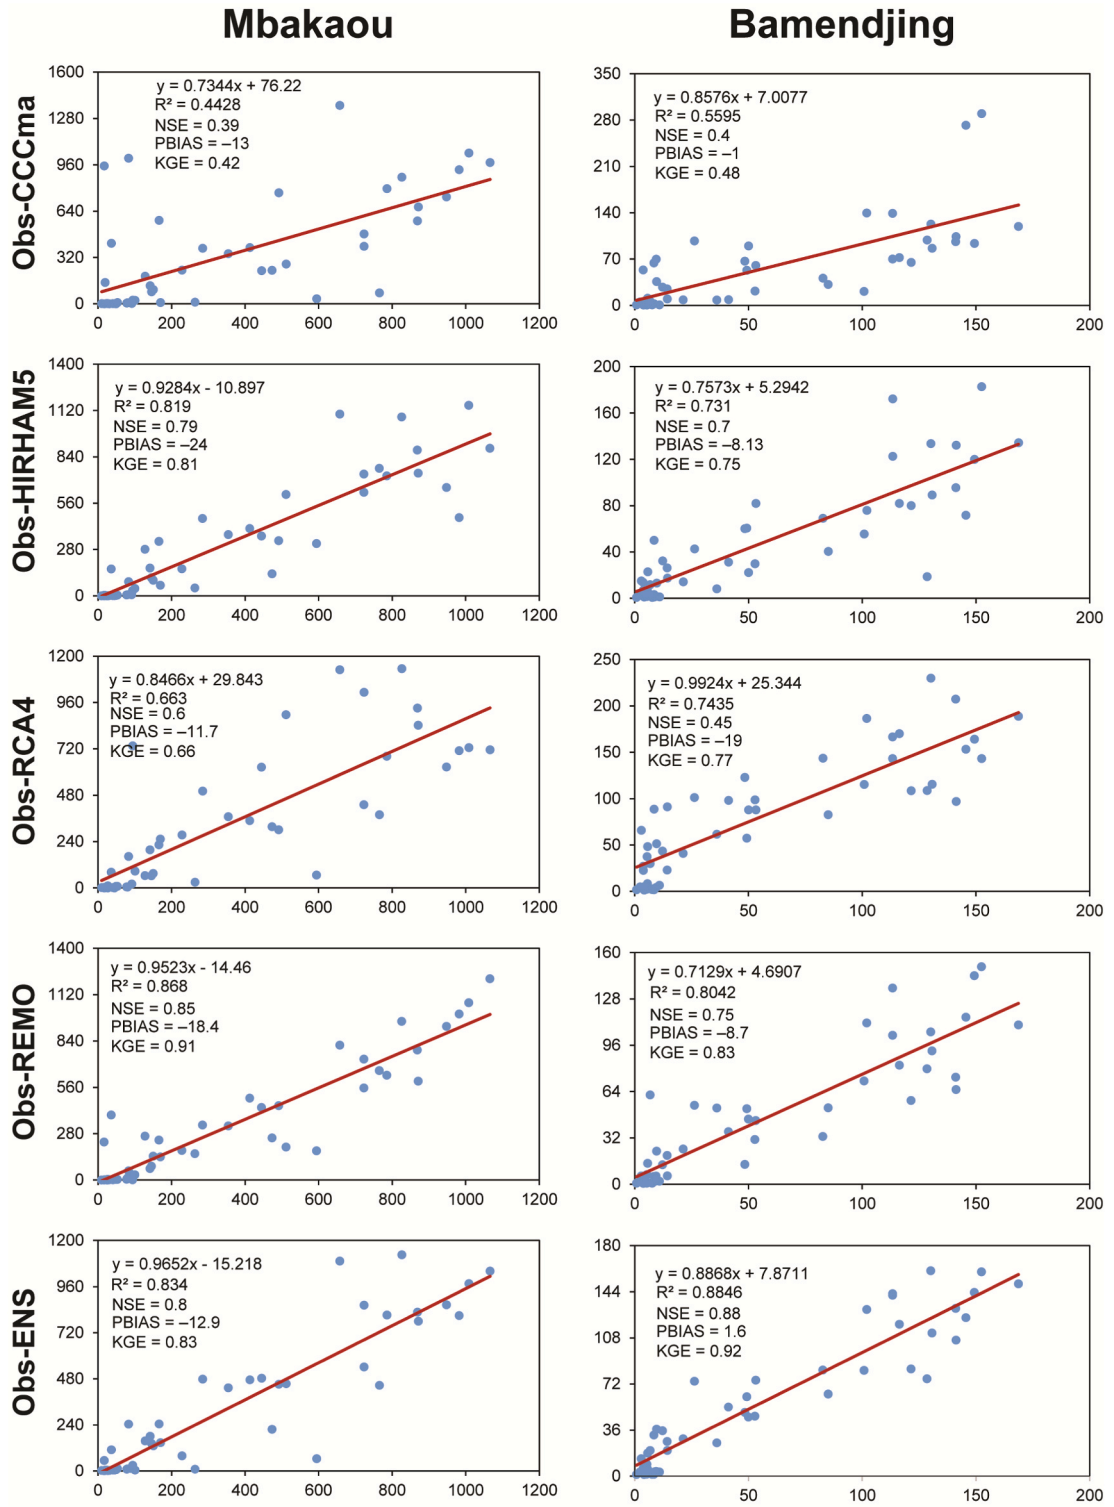 Mbakaou
Bamendjing
Obs-CCCma
1600
1280
960
640
320
0
y = 0.7344x + 76.22
R² = 0.4428
NSE = 0.39
PBIAS = –13
KGE = 0.42
0 200 400 600 800 1000 1200
350
280
210
140
70
0
y = 0.8576x + 7.0077
R² = 0.5595
NSE = 0.4
PBIAS = –1
KGE = 0.48
0 50 100 150 200
Obs-HIRHAM5
1400
1120
840
560
280
0
y = 0.9284x - 10.897
R² = 0.819
NSE = 0.79
PBIAS = –24
KGE = 0.81
0 200 400 600 800 1000 1200
200
160
120
80
40
0
y = 0.7573x + 5.2942
R² = 0.731
NSE = 0.7
PBIAS = –8.13
KGE = 0.75
0 50 100 150 200
Obs-RCA4
1200
960
720
480
240
0
y = 0.8466x + 29.843
R² = 0.663
NSE = 0.6
PBIAS = –11.7
KGE = 0.66
0 200 400 600 800 1000 1200
250
200
150
100
50
0
y = 0.9924x + 25.344
R² = 0.7435
NSE = 0.45
PBIAS = –19
KGE = 0.77
0 50 100 150 200
Obs-REMO
1400
1120
840
560
280
0
y = 0.9523x - 14.46
R² = 0.868
NSE = 0.85
PBIAS = –18.4
KGE = 0.91
0 200 400 600 800 1000 1200
160
128
96
64
32
0
y = 0.7129x + 4.6907
R² = 0.8042
NSE = 0.75
PBIAS = –8.7
KGE = 0.83
0 50 100 150 200
Obs-ENS
1200
960
720
480
240
0
y = 0.9652x - 15.218
R² = 0.834
NSE = 0.8
PBIAS = –12.9
KGE = 0.83
0 200 400 600 800 1000 1200
180
144
108
72
36
0
y = 0.8868x + 7.8711
R² = 0.8846
NSE = 0.88
PBIAS = 1.6
KGE = 0.92
0 50 100 150 200